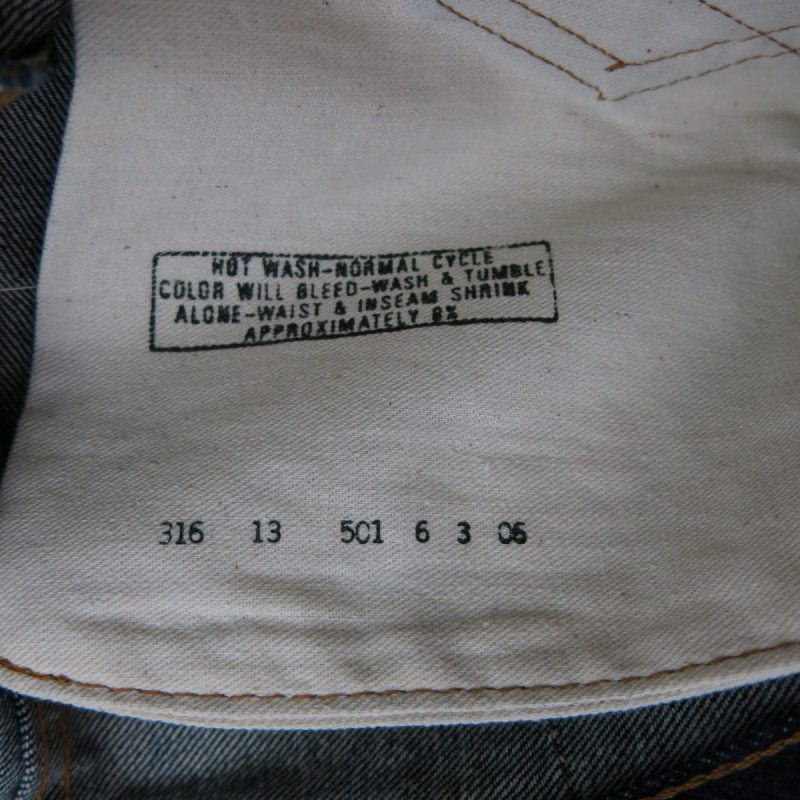 HOT WASH-NORMAL CYCLE
COLOR WILL BLEED-WASH & TUMBLE
ALONE-WAIST & INSEAM SHRINK
APPROXIMATELY 8%
316 13 501 6 3 06